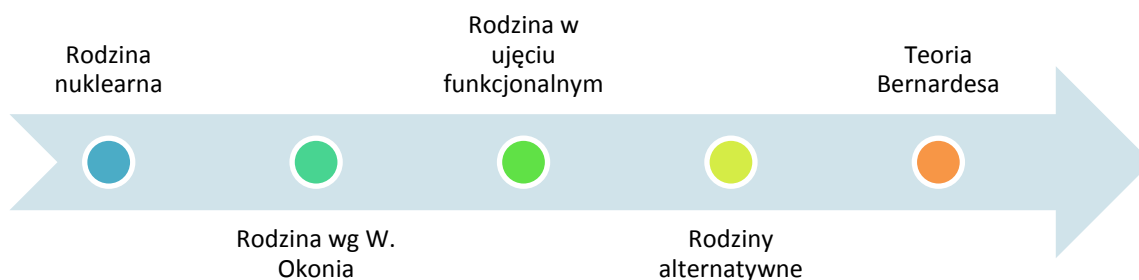 Rodzina
nuklearna
Rodzina wg W.
Okonia
Rodzina w
ujęciu
funkcjonalnym
Rodziny
alternatywne
Teoria
Bernardesa